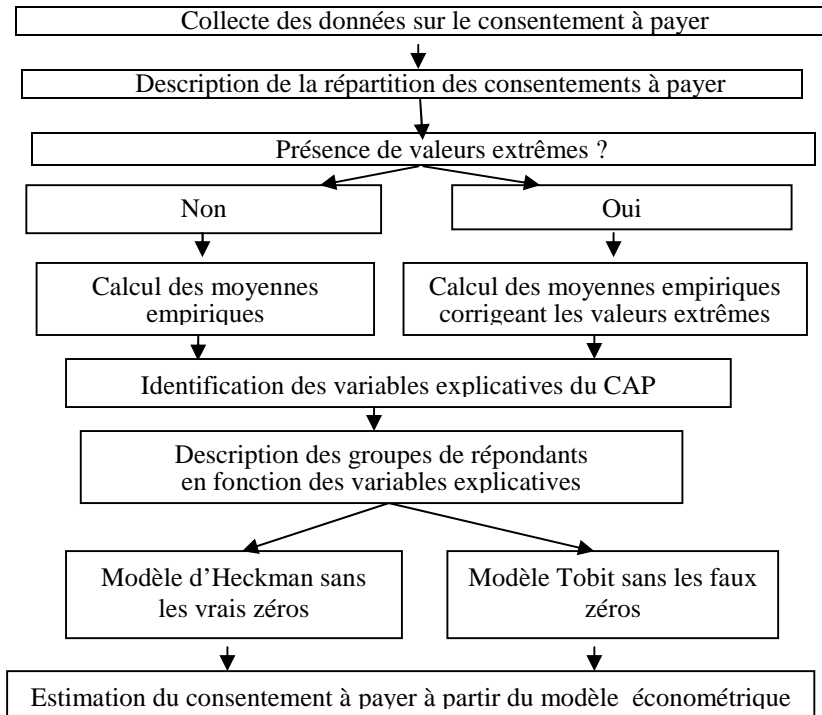 Collecte des données sur le consentement à payer
Description de la répartition des consentements à payer
Présence de valeurs extrêmes ?
Non
Oui
Calcul des moyennes
empiriques
Calcul des moyennes empiriques
corrigeant les valeurs extrêmes
Identification des variables explicatives du CAP
Description des groupes de répondants
en fonction des variables explicatives
Modèle d'Heckman sans
les vrais zéros
Modèle Tobit sans les faux
zéros
Estimation du consentement à payer à partir du modèle économétrique